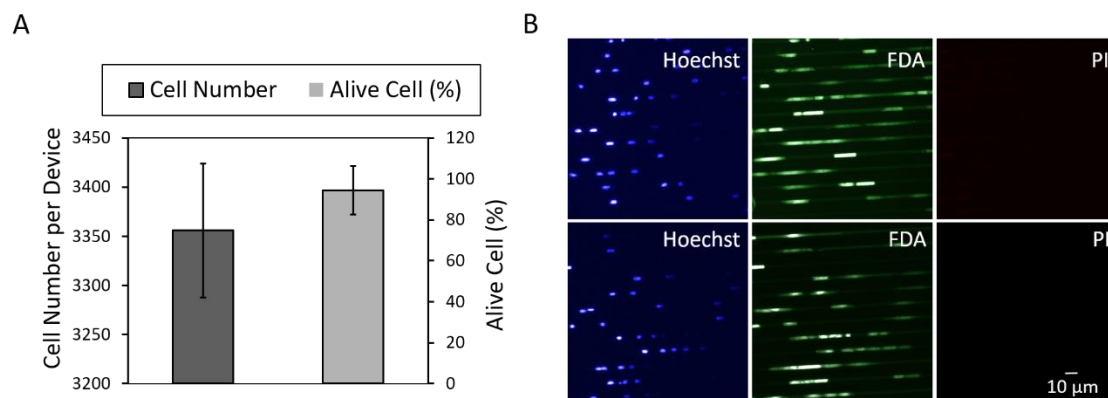 A
Cell Number
Alive Cell (%)
Cell Number per Device
3450
3400
3350
3300
3250
3200
120
100
80
60
40
20
0
Alive Cell (%)
B
Hoechst
FDA
PI
Hoechst
FDA
PI
10 µm